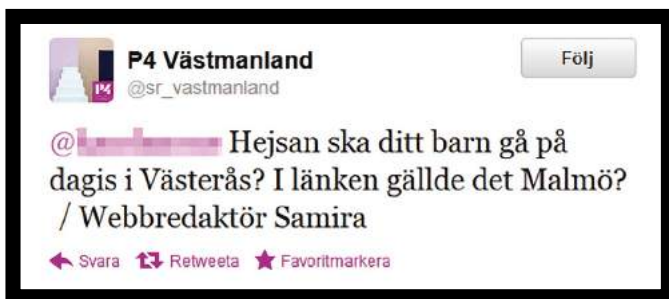 P4 Västmanland
@sr_vastmanland
Följ
P4
@ Hejsan ska ditt barn gå på
dagis i Västerås? I länken gällde det Malmö?
/ Webbredaktör Samira
Svara Retweeta Favoritmarkera